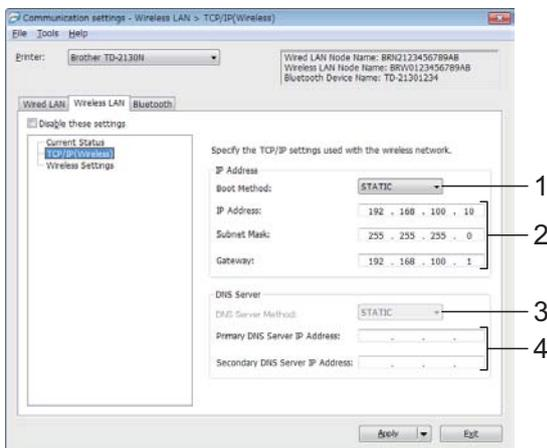 Communication settings - Wireless LAN > TCP/IP(Wireless)
File Tools Help
Printer: Brother TD-2130N
Wired LAN Node Name: BRN2123456789AB
Wireless LAN Node Name: BRW0123456789AB
Bluetooth Device Name: TD-21301234
Wired LAN Wireless LAN Bluetooth
Disable these settings
Current Status
TCP/IP(Wireless)
Wireless Settings
Specify the TCP/IP settings used with the wireless network.
IP Address
Boot Method: STATIC 1
IP Address: 192 . 168 . 100 . 10
Subnet Mask: 255 . 255 . 255 . 0 2
Gateway: 192 . 168 . 100 . 1
DNS Server
DNS Server Method: STATIC 3
Primary DNS Server IP Address: . . .
4
Secondary DNS Server IP Address: . . .
Apply Exit